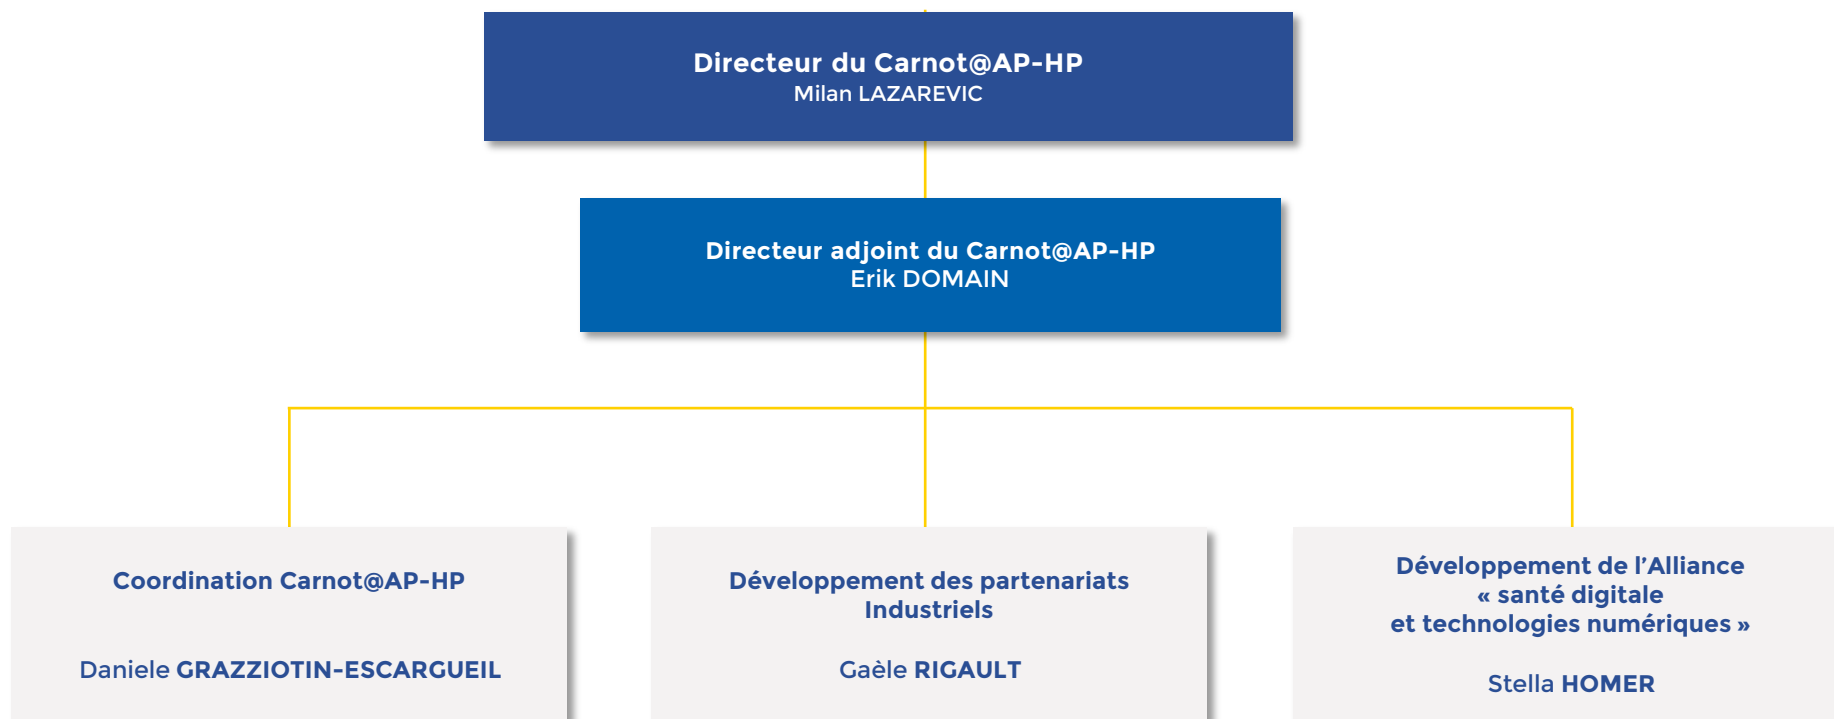 Directeur du Carnot@AP-HP
Milan LAZAREVIC
Directeur adjoint du Carnot@AP-HP
Erik DOMAIN
Coordination Carnot@AP-HP
Daniele GRAZZIOTIN-ESCARGUEIL
Développement des partenariats
Industriels
Gaèle RIGAULT
Développement de l’Alliance
« santé digitale
et technologies numériques »
Stella HOMER